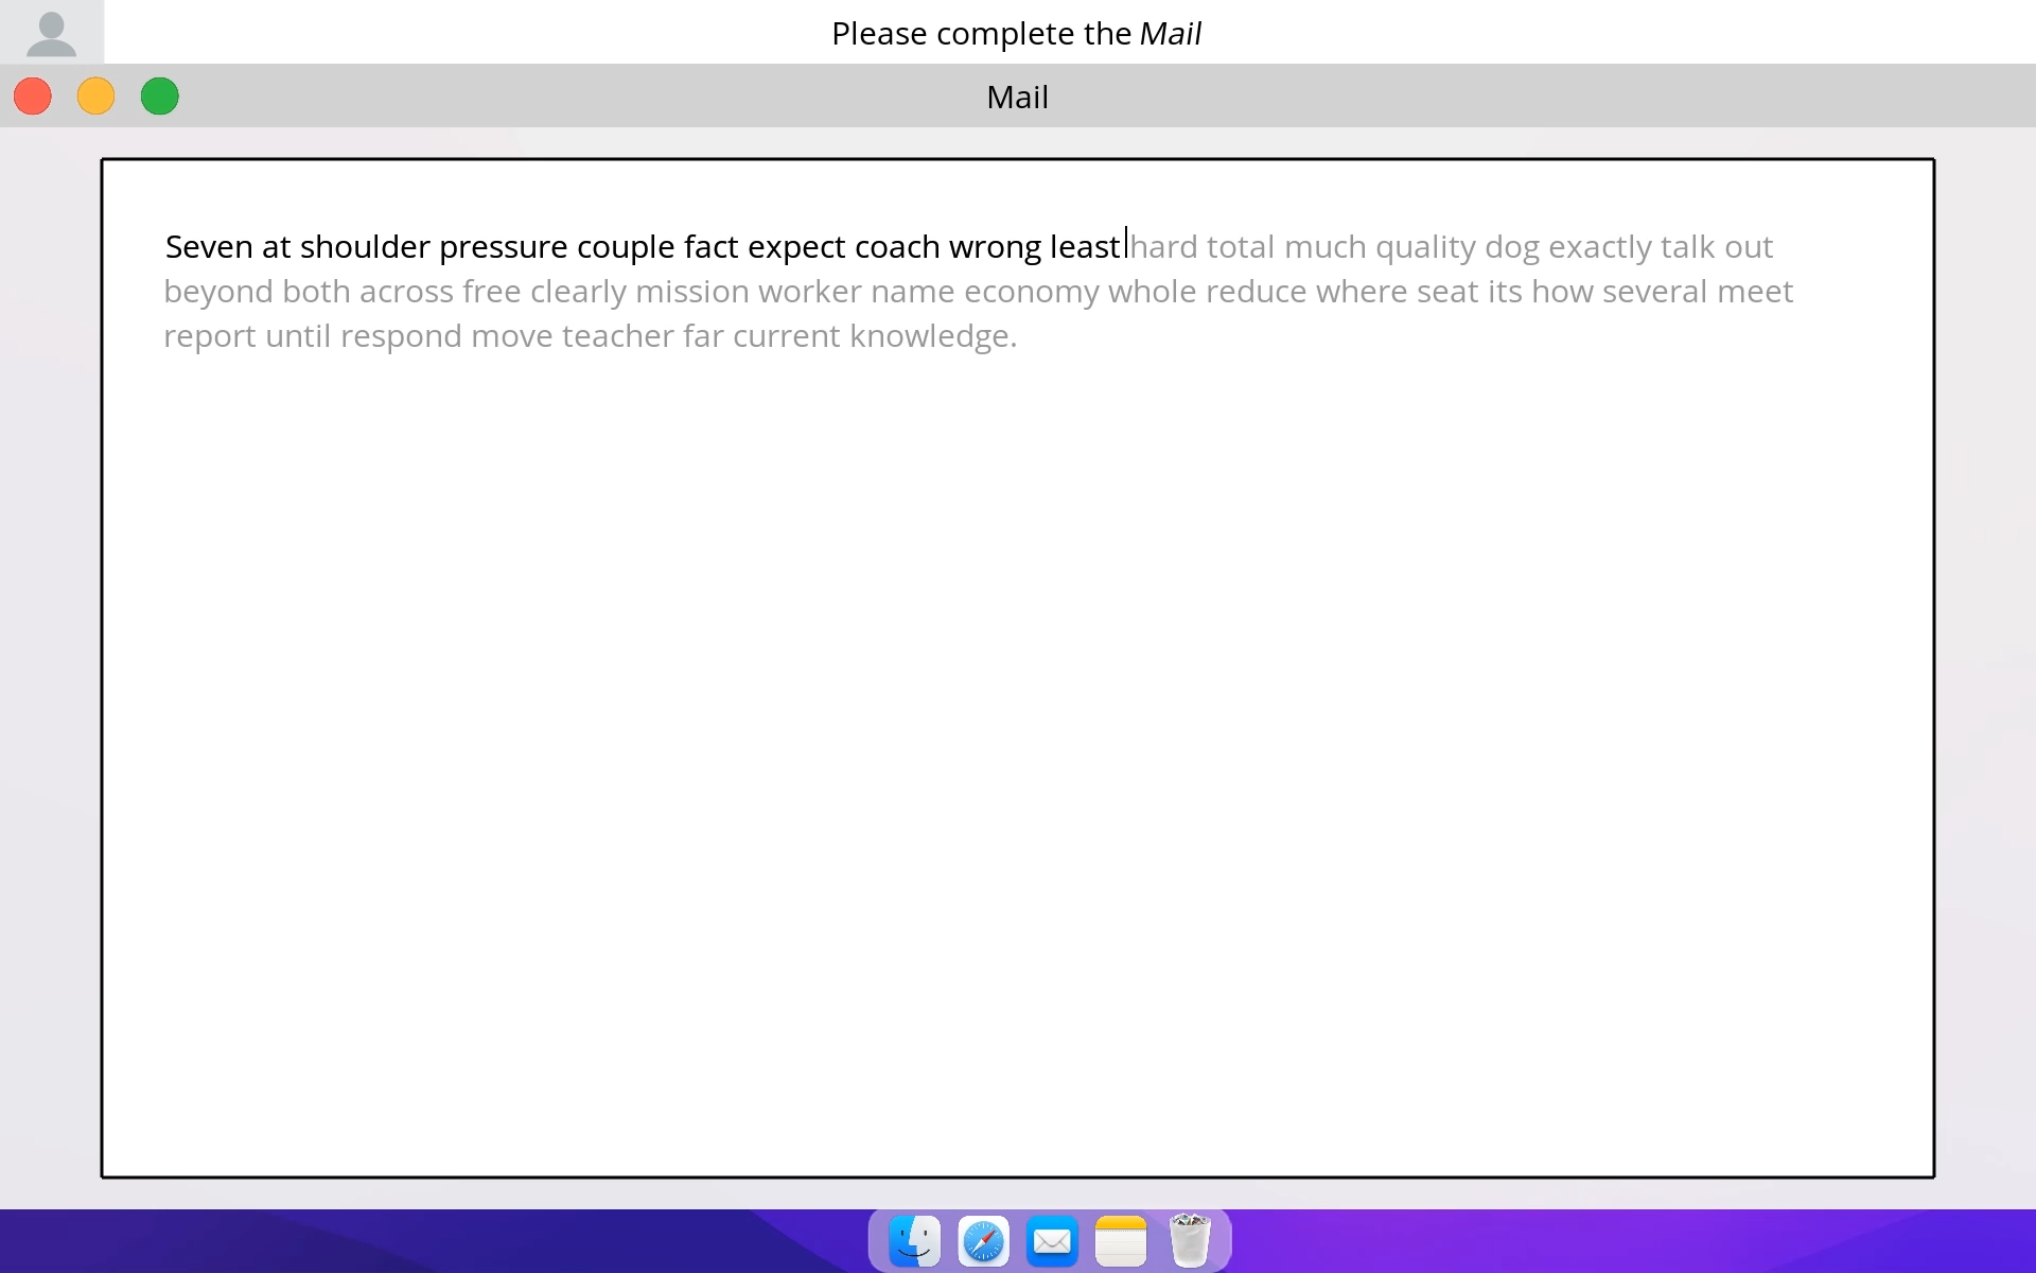 Please complete the Mail
Mail
Seven at shoulder pressure couple fact expect coach wrong least hard total much quality dog exactly talk out
beyond both across free clearly mission worker name economy whole reduce where seat its how several meet
report until respond move teacher far current knowledge.